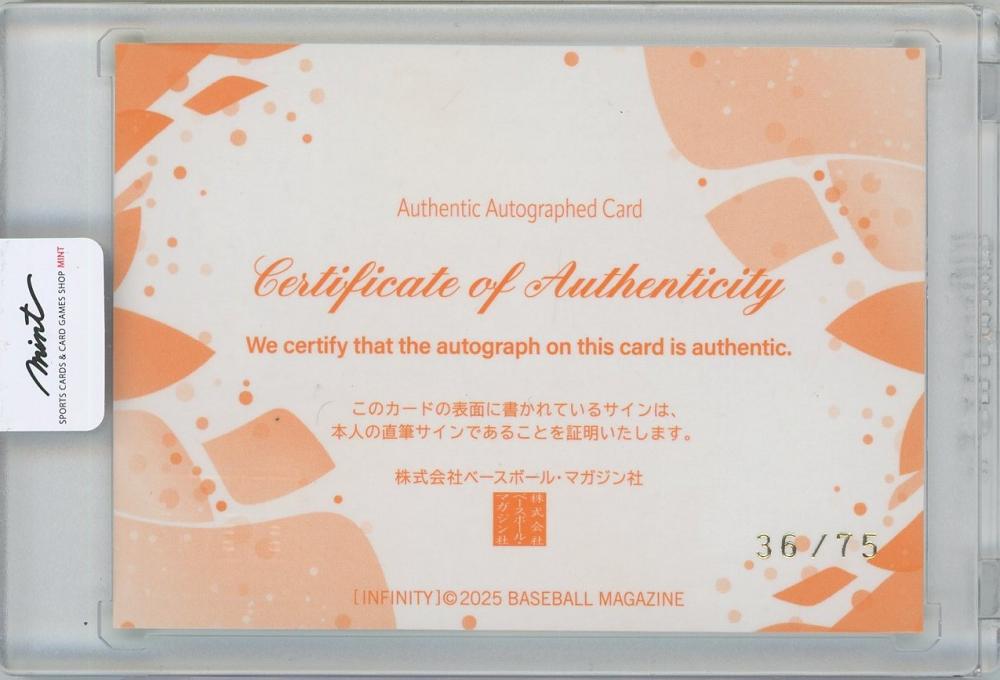 Authentic Autographed Card
Certificate of Authenticity
We certify that the autograph on this card is authentic.
このカードの表面に書かれているサインは、
本人の直筆サインであることを証明いたします。
株式会社ベースボール・マガジン社
株式会社
ベースボール・
マガジン社
36/75
[INFINITY]©2025 BASEBALL MAGAZINE
mint
SPORTS CARDS & CARD GAMES SHOP MINT